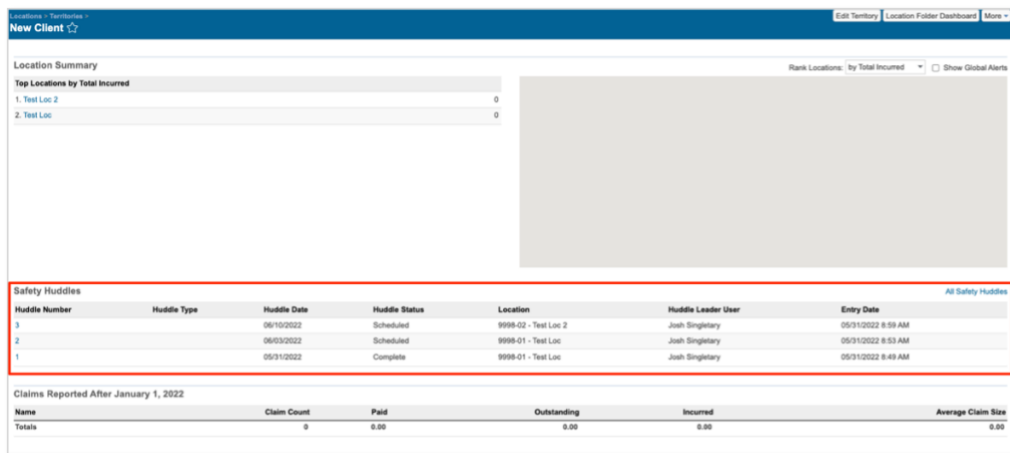 Locations > Territories >
New Client
Edit Territory Location Folder Dashboard More
Location Summary
Rank Locations: by Total Incurred Show Global Alerts
Top Locations by Total Incurred
1. Test Loc 2 0
2. Test Loc 0
Safety Huddles All Safety Huddles
Huddle Number Huddle Type Huddle Date Huddle Status Location Huddle Leader User Entry Date
3 06/10/2022 Scheduled 9998-02 - Test Loc 2 Josh Singletary 05/31/2022 8:59 AM
2 06/03/2022 Scheduled 9998-01 - Test Loc Josh Singletary 05/31/2022 8:53 AM
1 05/31/2022 Complete 9998-01 - Test Loc Josh Singletary 05/31/2022 8:49 AM
Claims Reported After January 1, 2022
Name Claim Count Paid Outstanding Incurred Average Claim Size
Totals 0 0.00 0.00 0.00 0.00